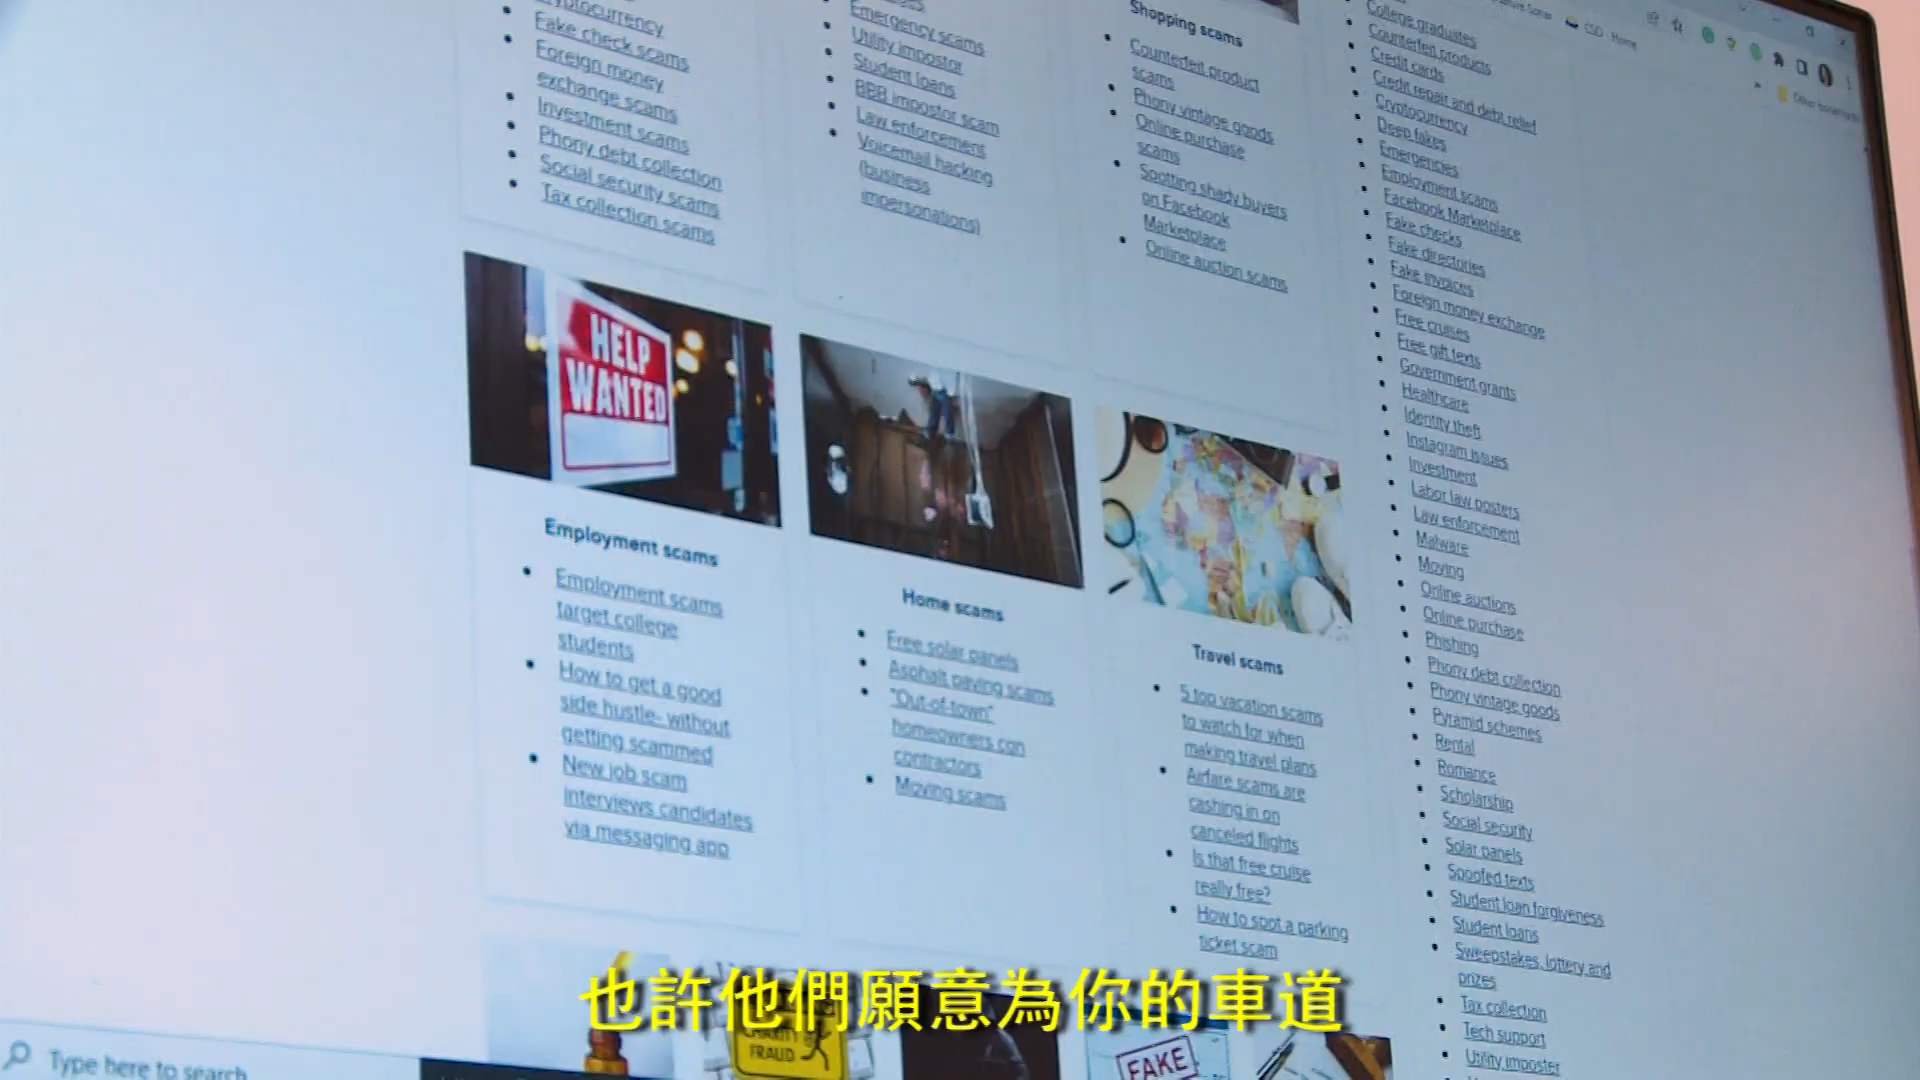 Cryptocurrency
Fake check scams
Foreign money
exchange scams
Investment scams
Phony debt collection
Social security scams
Tax collection scams
Emergency scams
Utility impostor
Student loans
BBB impostor scam
Law enforcement
Voicemail hacking
(business
impersonations)
Shopping scams
Counterfeit product
scams
Phony vintage goods
Online purchase
scams
Spotting shady buyers
on Facebook
Marketplace
Online auction scams
HELP
WANTED
Employment scams
Employment scams
target college
students
How to get a good
side hustle- without
getting scammed
New job scam
interviews candidates
via messaging app
Home scams
Free solar panels
Asphalt paving scams
"Out-of-town"
homeowners con
contractors
Moving scams
Travel scams
5 top vacation scams
to watch for when
making travel plans
Airfare scams are
cashing in on
canceled flights
Is that free cruise
really free?
How to spot a parking
ticket scam
College graduates
Counterfeit products
Credit cards
Credit repair and debt relief
Cryptocurrency
Deep fakes
Emergencies
Employment scams
Facebook Marketplace
Fake checks
Fake directories
Fake invoices
Foreign money exchange
Free cruises
Free gift texts
Government grants
Healthcare
Identity theft
Instagram issues
Investment
Labor law posters
Law enforcement
Malware
Moving
Online auctions
Online purchase
Phishing
Phony debt collection
Phony vintage goods
Pyramid schemes
Rental
Romance
Scholarship
Social security
Solar panels
Spoofed texts
Student loan forgiveness
Student loans
Sweepstakes, lottery and
prizes
Tax collection
Tech support
Utility imposter
CSD - Home
CHARITY
FRAUD
FAKE
也許他們願意為你的車道
Type here to search